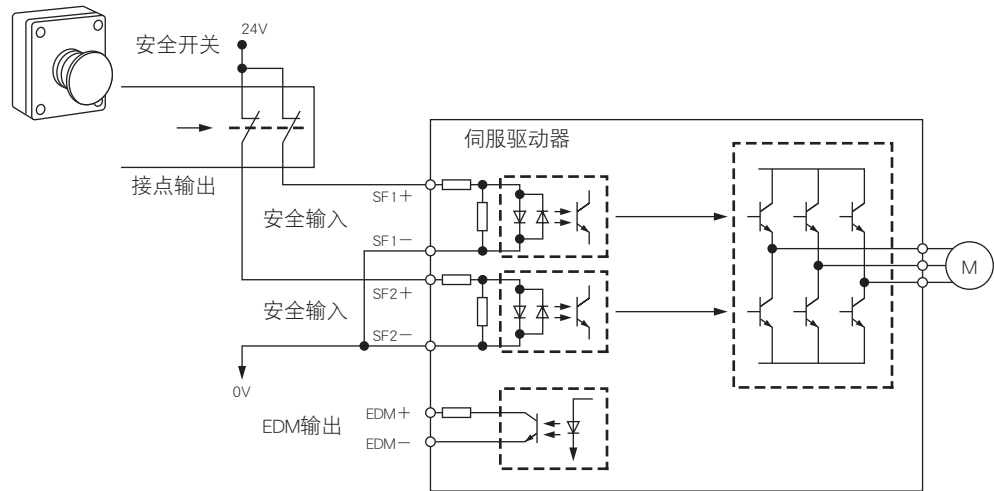 安全开关
24V
接点输出
伺服驱动器
SF1+
安全输入
SF1-
SF2+
安全输入
SF2-
0V
EDM+
EDM输出
EDM-
M